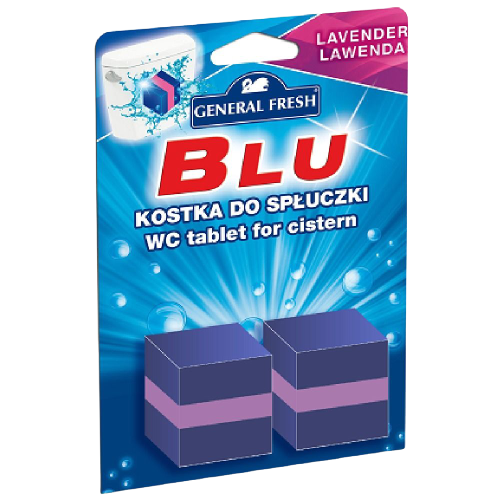 LAVENDER
LAWENDA
GENERAL FRESH
BLU
KOSTKA DO SPŁUCZKI
WC tablet for cistern